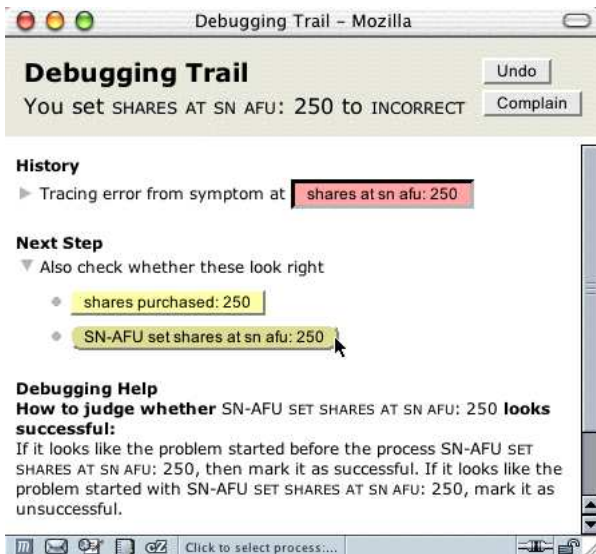 Debugging Trail – Mozilla
Debugging Trail
Undo
You set SHARES AT SN AFU: 250 to INCORRECT
Complain
History
Tracing error from symptom at shares at sn afu: 250
Next Step
Also check whether these look right
shares purchased: 250
SN-AFU set shares at sn afu: 250
Debugging Help
How to judge whether SN-AFU SET SHARES AT SN AFU: 250 looks
successful:
If it looks like the problem started before the process SN-AFU SET
SHARES AT SN AFU: 250, then mark it as successful. If it looks like the
problem started with SN-AFU SET SHARES AT SN AFU: 250, mark it as
unsuccessful.
Click to select process:...